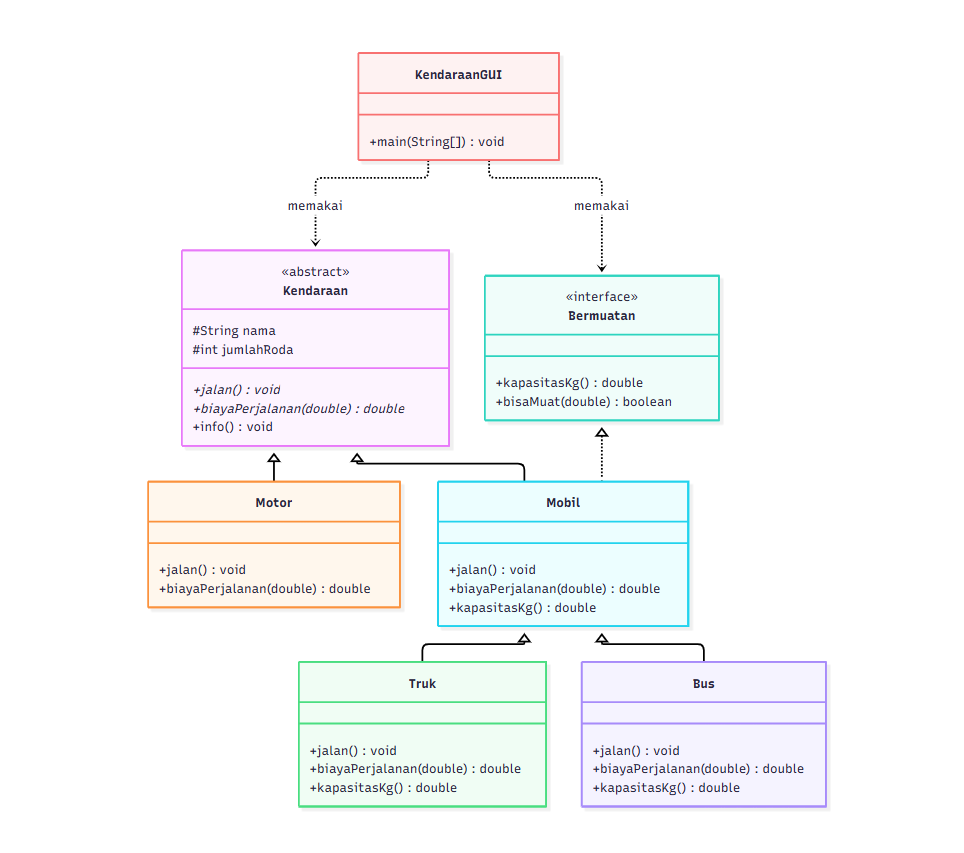 KendaraanGUI
+main(String[]) : void
memakai
memakai
«abstract»
Kendaraan
#String nama
#int jumlahRoda
+jalan() : void
+biayaPerjalanan(double) : double
+info() : void
«interface»
Bermuatan
+kapasitasKg() : double
+bisaMuat(double) : boolean
Motor
+jalan() : void
+biayaPerjalanan(double) : double
Mobil
+jalan() : void
+biayaPerjalanan(double) : double
+kapasitasKg() : double
Truk
+jalan() : void
+biayaPerjalanan(double) : double
+kapasitasKg() : double
Bus
+jalan() : void
+biayaPerjalanan(double) : double
+kapasitasKg() : double